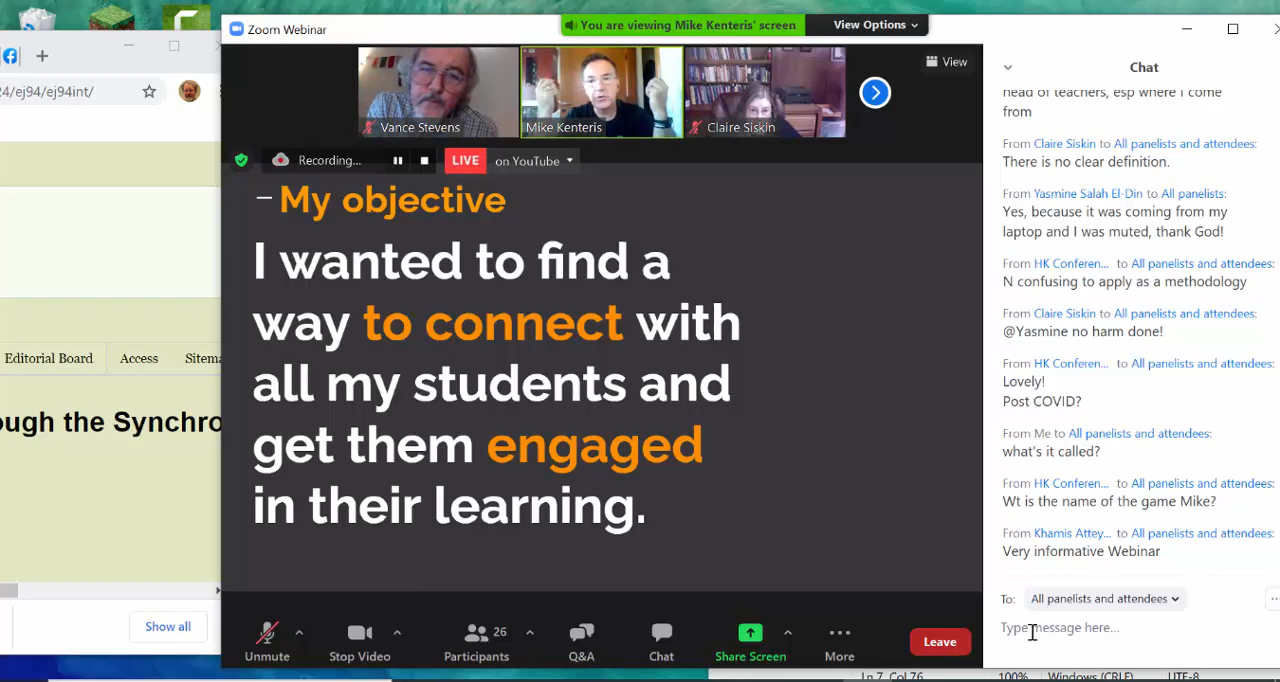 24/ej94/ej94int/
Editorial Board
Access
ough the Synchro
Show all
Zoom Webinar
You are viewing Mike Kenteris' screen
View Options
Vance Stevens
Mike Kenteris
Claire Siskin
View
Recording...
LIVE
on YouTube
– My objective
I wanted to find a
way to connect with
all my students and
get them engaged
in their learning.
Unmute
Stop Video
26
Participants
Q&A
Chat
Share Screen
More
Leave
Chat
head of teachers, esp where I come
from
From Claire Siskin to All panelists and attendees:
There is no clear definition.
From Yasmine Salah El-Din to All panelists:
Yes, because it was coming from my
laptop and I was muted, thank God!
From HK Conferen... to All panelists and attendees:
N confusing to apply as a methodology
From Claire Siskin to All panelists and attendees:
@Yasmine no harm done!
From HK Conferen... to All panelists and attendees:
Lovely!
Post COVID?
From Me to All panelists and attendees:
what's it called?
From HK Conferen... to All panelists and attendees:
Wt is the name of the game Mike?
From Khamis Attey... to All panelists and attendees:
Very informative Webinar
To: All panelists and attendees
Type message here...
Ln 7, Col 76
100%
Windows (CRLF)
UTF-8